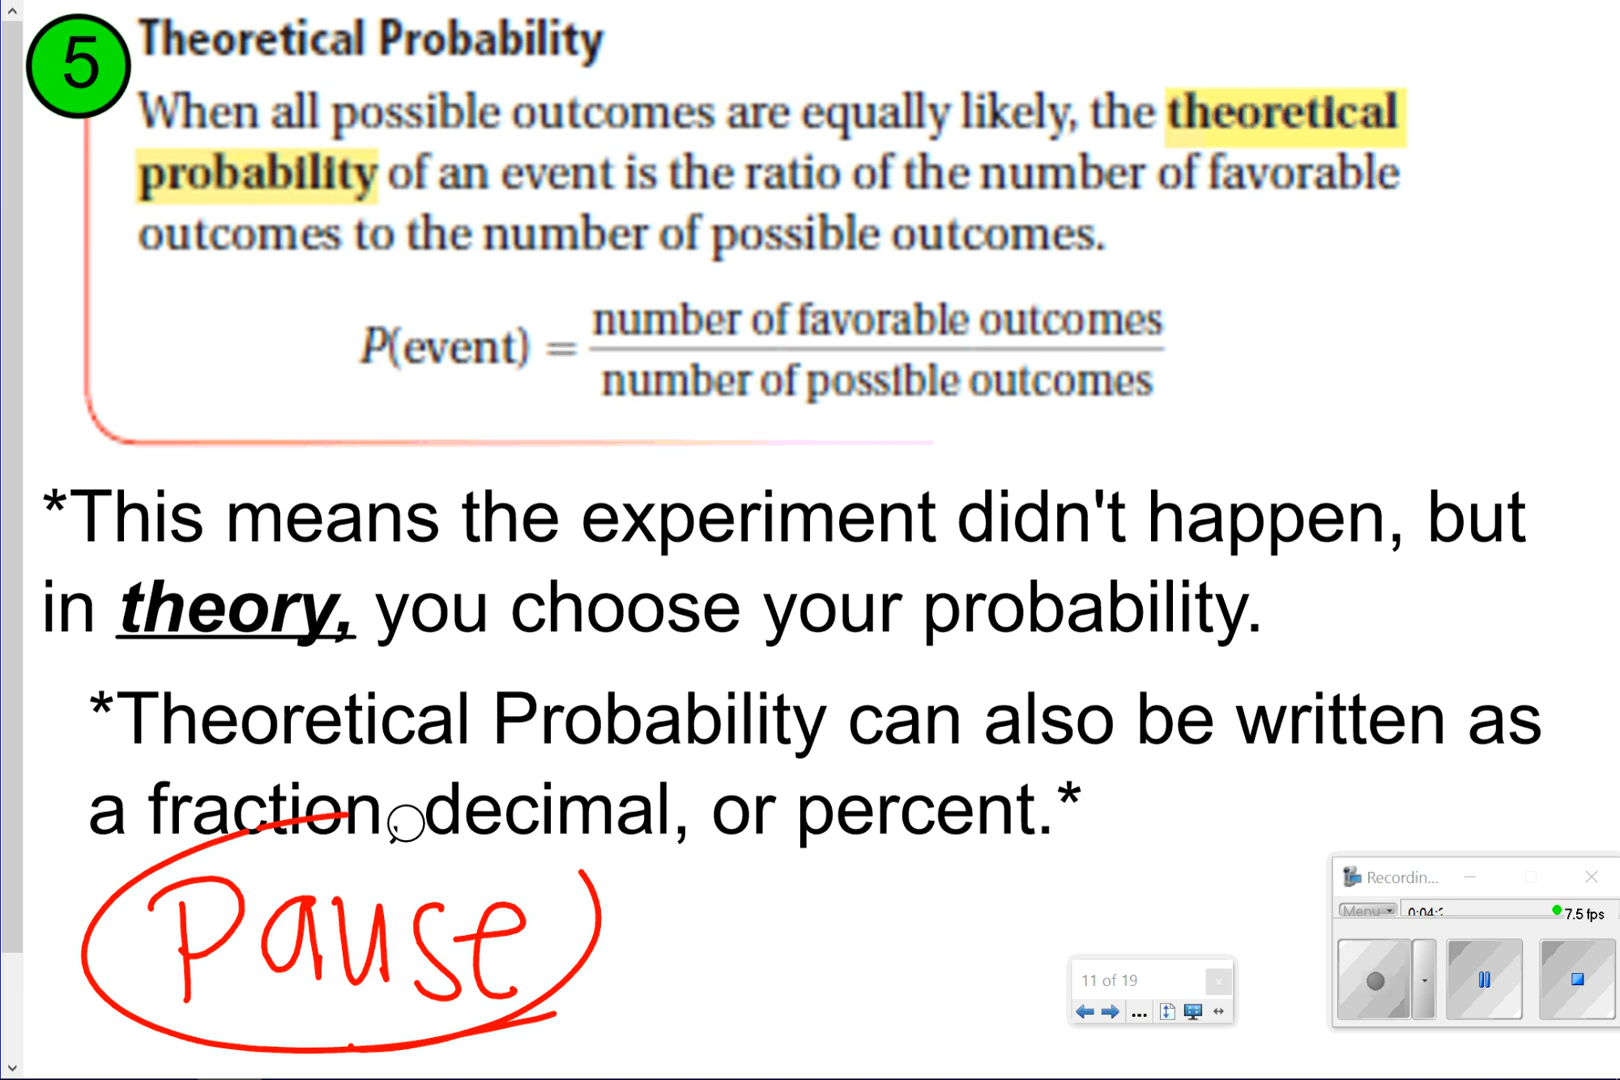 5
Theoretical Probability
When all possible outcomes are equally likely, the theoretical
probability of an event is the ratio of the number of favorable
outcomes to the number of possible outcomes.
P(event) = number of favorable outcomes
number of possible outcomes
*This means the experiment didn't happen, but
in theory, you choose your probability.
*Theoretical Probability can also be written as
a fraction, decimal, or percent.*
Pause
Recordin...
Menu 0:04: 7.5 fps
11 of 19
...